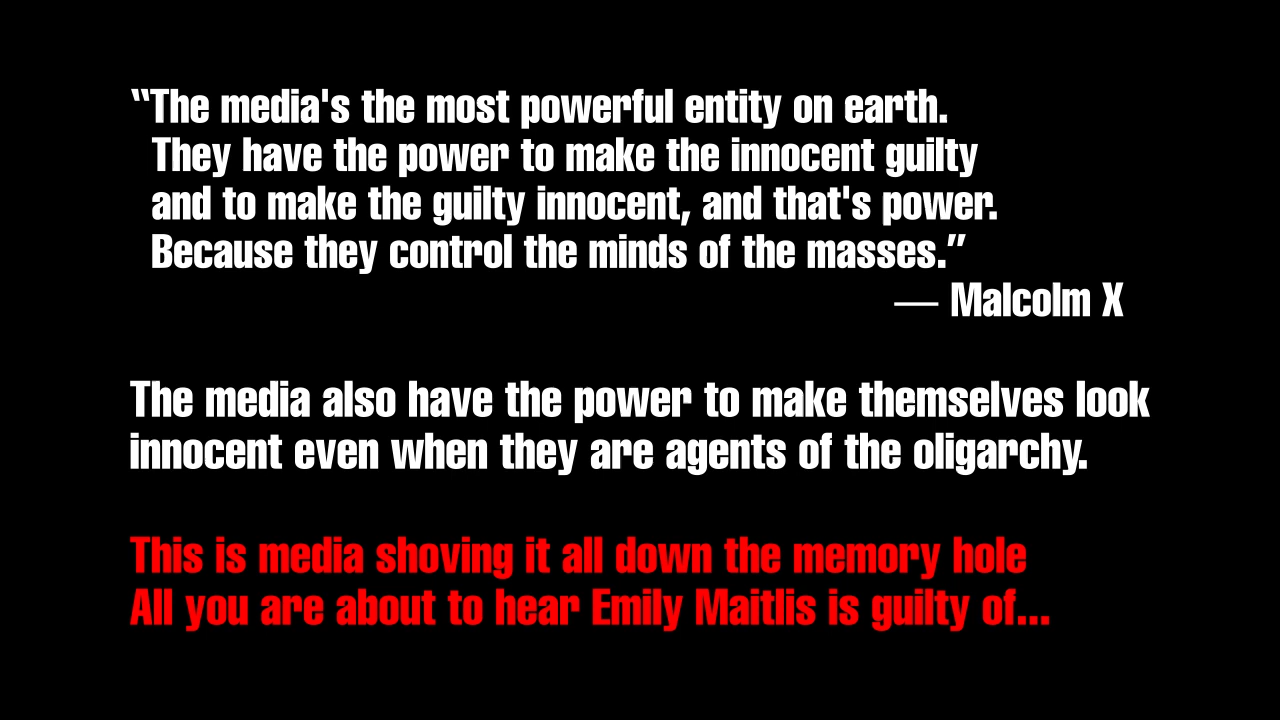 “The media's the most powerful entity on earth.
They have the power to make the innocent guilty
and to make the guilty innocent, and that's power.
Because they control the minds of the masses.”
— Malcolm X
The media also have the power to make themselves look
innocent even when they are agents of the oligarchy.
This is media shoving it all down the memory hole
All you are about to hear Emily Maitlis is guilty of...